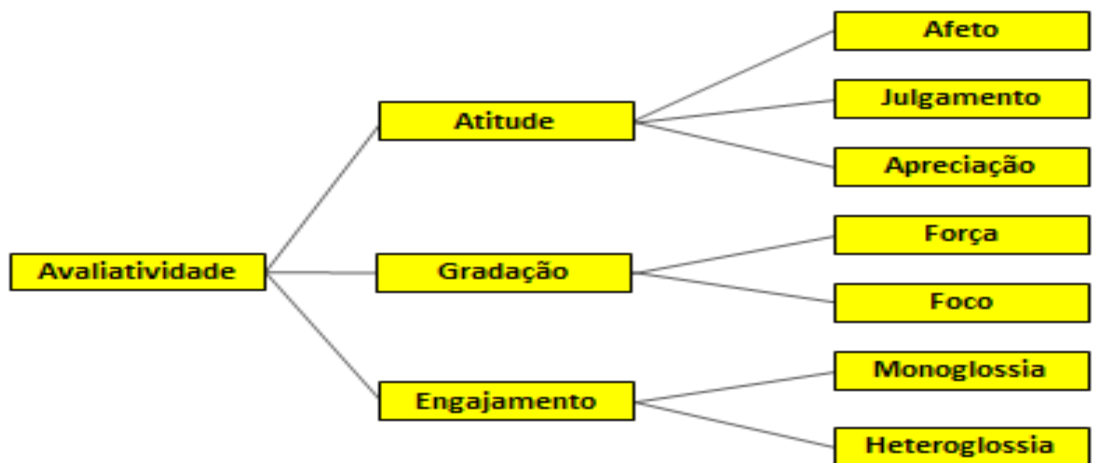 Avaliatividade
Atitude
Afeto
Julgamento
Apreciação
Gradação
Força
Foco
Engajamento
Monoglossia
Heteroglossia